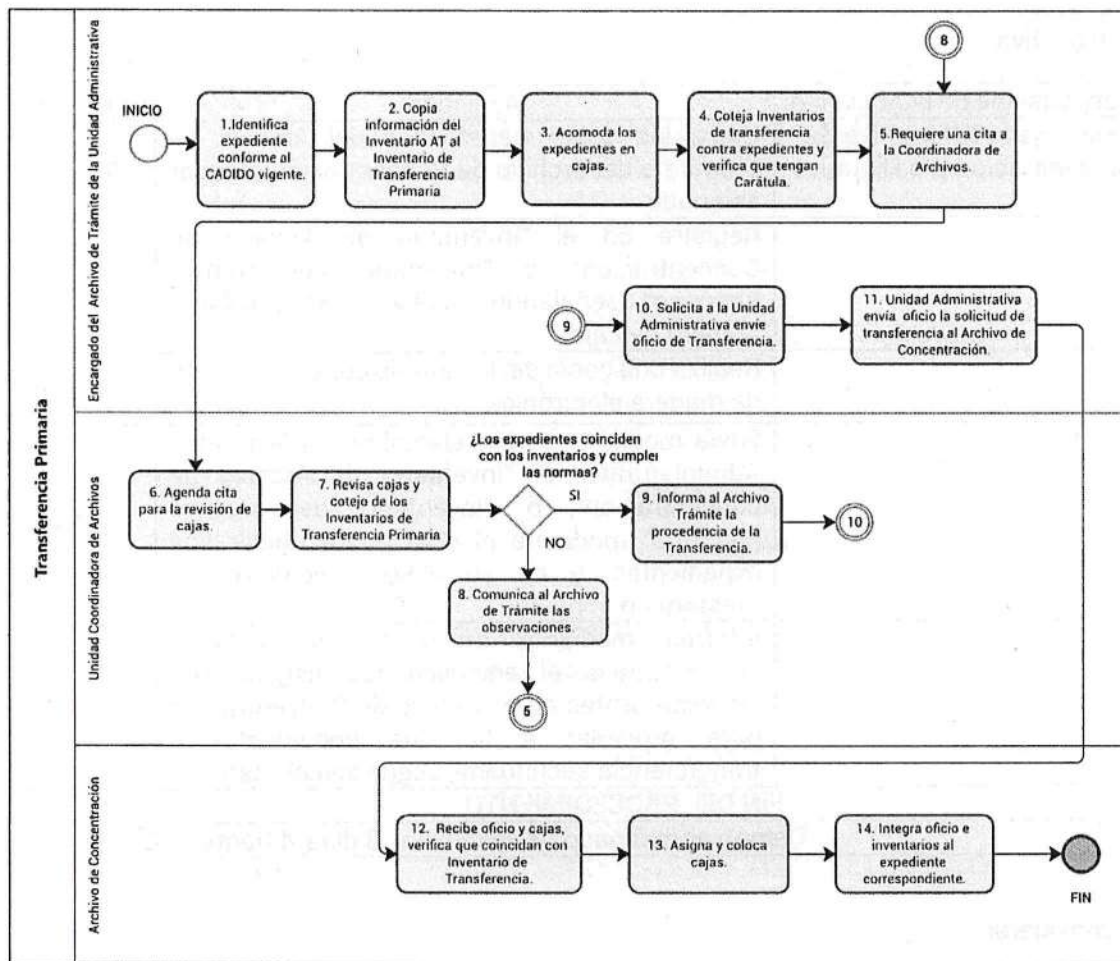 Transferencia Primaria
Encargado del Archivo de Trámite de la Unidad Administrativa
INICIO
1.Identifica
expediente
conforme al
CADIDO vigente.
2. Copia
información del
Inventario AT al
Inventario de
Transferencia
Primaria
3. Acomoda los
expedientes en
cajas.
4. Coteja Inventarios
de transferencia
contra expedientes y
verifica que tengan
Carátula.
8
5.Requiere una cita a
la Coordinadora de
Archivos.
9
10. Solicita a la Unidad
Administrativa envíe
oficio de Transferencia.
11. Unidad Administrativa
envía oficio la solicitud de
transferencia al Archivo de
Concentración.
Unidad Coordinadora de Archivos
6. Agenda cita
para la revisión de
cajas.
7. Revisa cajas y
cotejo de los
Inventarios de
Transferencia Primaria
¿Los expedientes coinciden
con los inventarios y cumplen
las normas?
SI
NO
9. Informa al Archivo
Trámite la
procedencia de la
Transferencia.
10
8. Comunica al Archivo
de Trámite las
observaciones.
Archivo de Concentración
12. Recibe oficio y cajas,
verifica que coincidan con
Inventario de
Transferencia.
13. Asigna y coloca
cajas.
14. Integra oficio e
inventarios al
expediente
correspondiente.
FIN